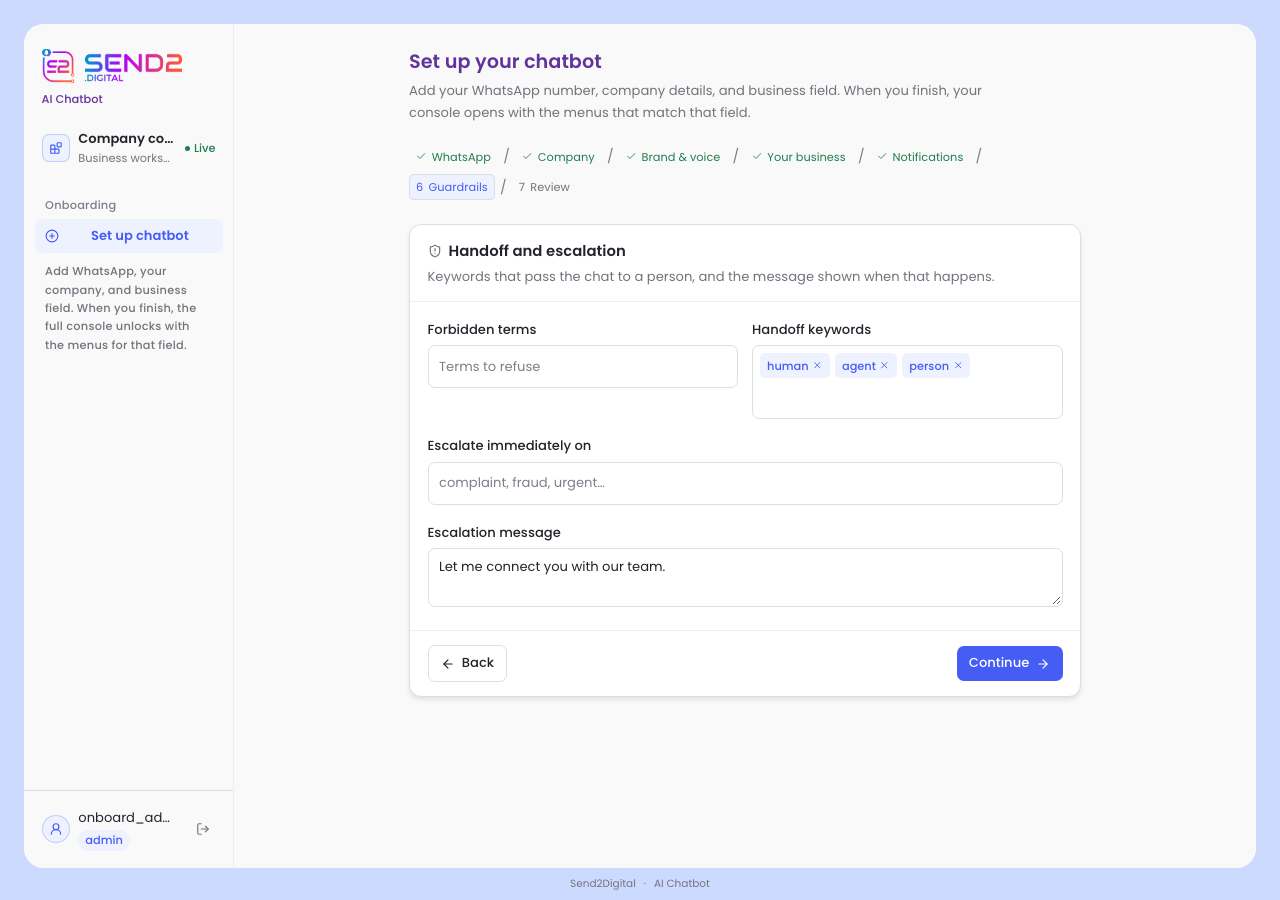 SEND2
.DIGITAL
AI Chatbot
Company co...
Business works...
Live
Onboarding
Set up chatbot
Add WhatsApp, your
company, and business
field. When you finish, the
full console unlocks with
the menus for that field.
onboard_ad...
admin
Set up your chatbot
Add your WhatsApp number, company details, and business field. When you finish, your
console opens with the menus that match that field.
WhatsApp / Company / Brand & voice / Your business / Notifications /
6 Guardrails / 7 Review
Handoff and escalation
Keywords that pass the chat to a person, and the message shown when that happens.
Forbidden terms
Terms to refuse
Handoff keywords
human × agent × person ×
Escalate immediately on
complaint, fraud, urgent...
Escalation message
Let me connect you with our team.
← Back
Continue →
Send2Digital · AI Chatbot